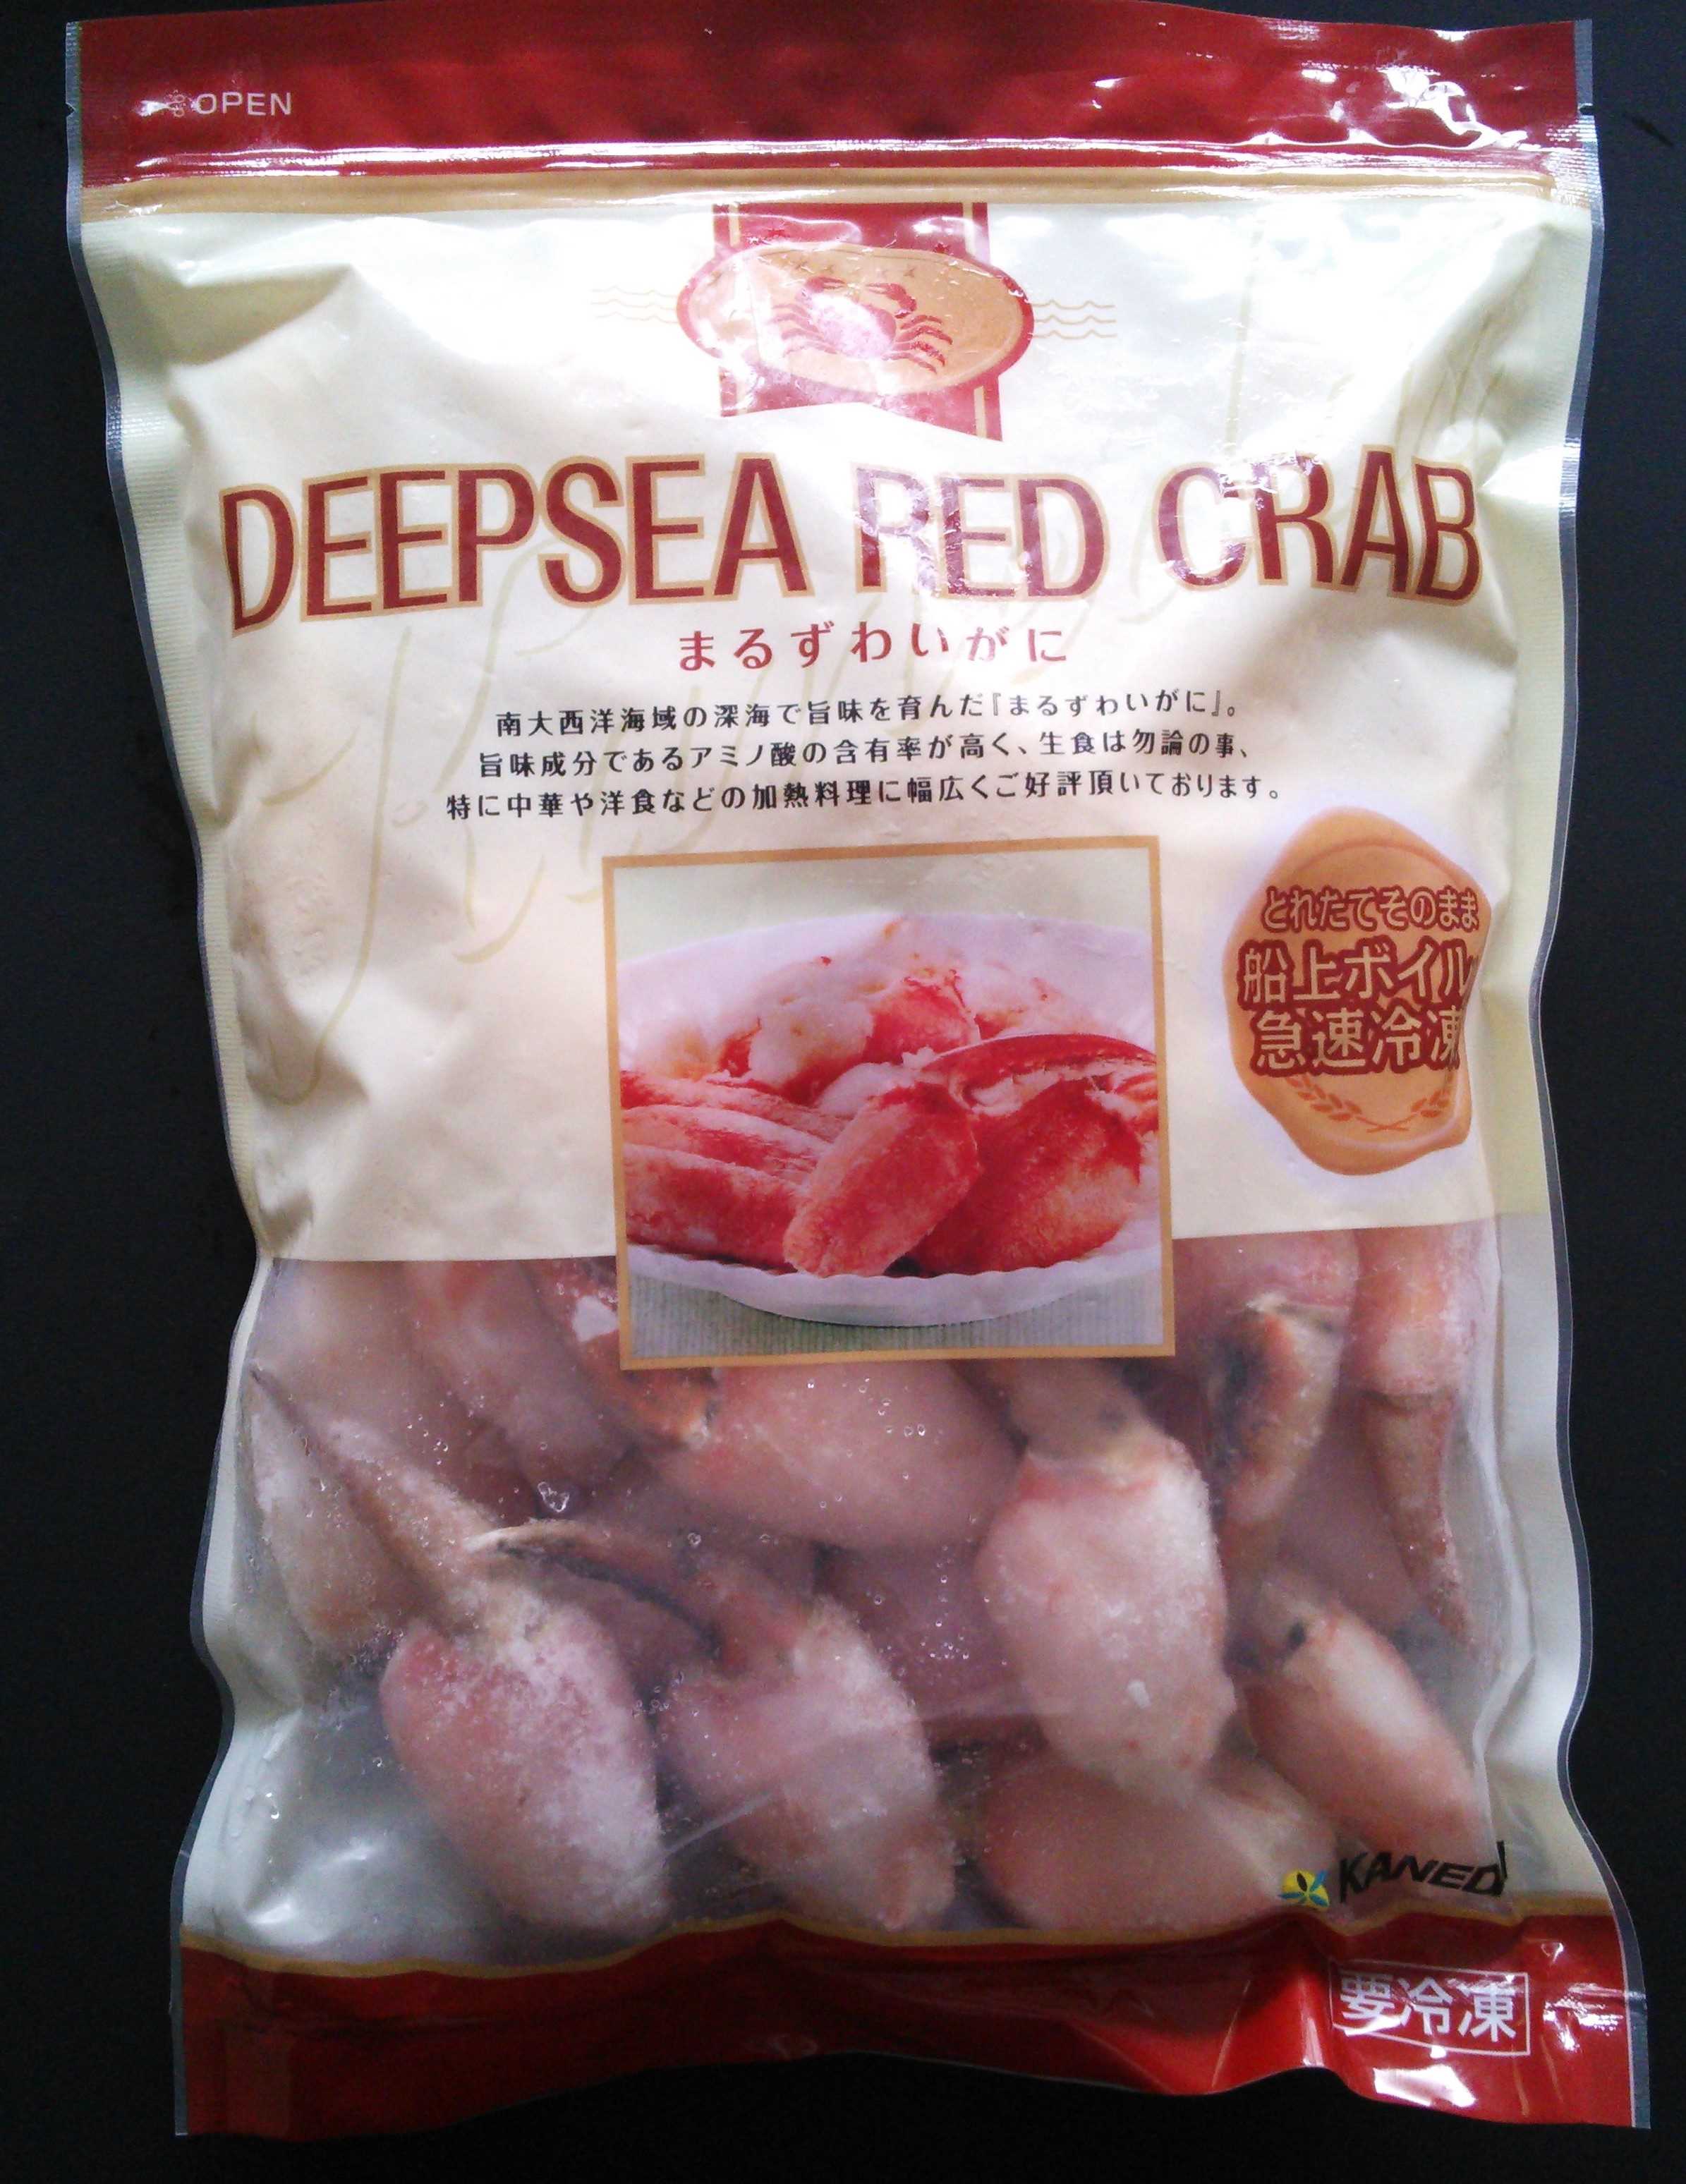 OPEN
DEEPSEA RED CRAB
まるずわいがに
南大西洋海域の深海で旨味を育んだ『まるずわいがに』。
旨味成分であるアミノ酸の含有率が高く、生食は勿論の事、
特に中華や洋食などの加熱料理に幅広くご好評頂いております。
とれたてそのまま
船上ボイル
急速冷凍
KANEDI
要冷凍